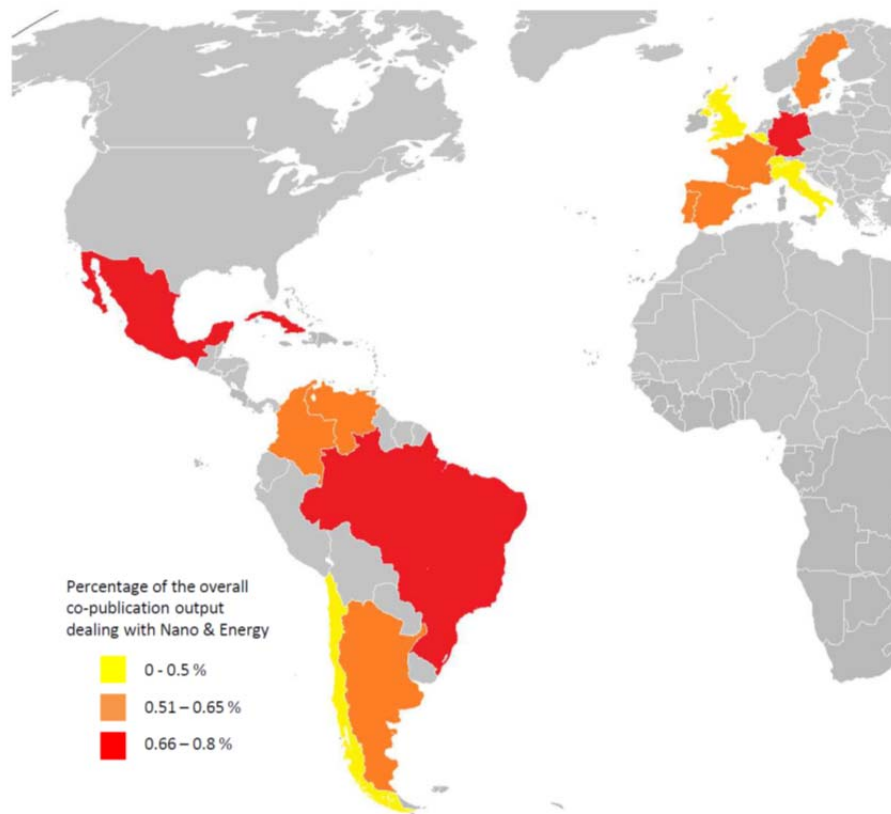 Percentage of the overall
co-publication output
dealing with Nano & Energy
0 - 0.5 %
0.51 – 0.65 %
0.66 – 0.8 %